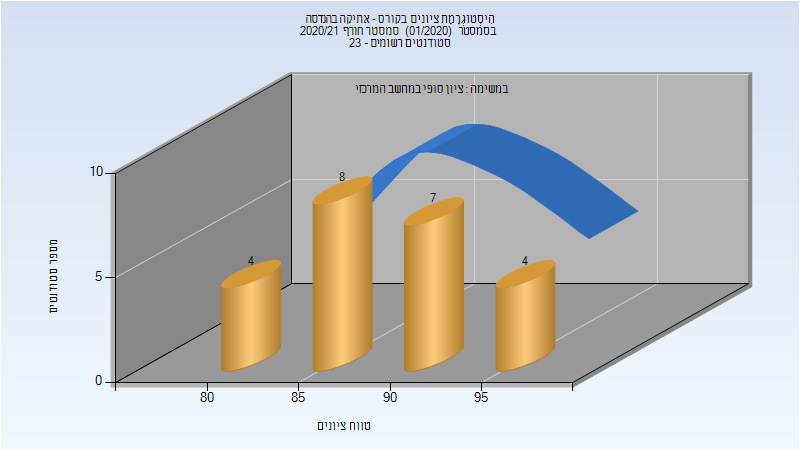 היסטוגרמת ציונים בקורס - אתיקה בהנדסה
בסמסטר (01/2020) סמסטר חורף 2020/21
סטודנטים רשומים - 23
במשימה : ציון סופי במחשב המרכזי
8
7
4
4
10
5
0
מספר סטודנטים
80
85
90
95
טווח ציונים